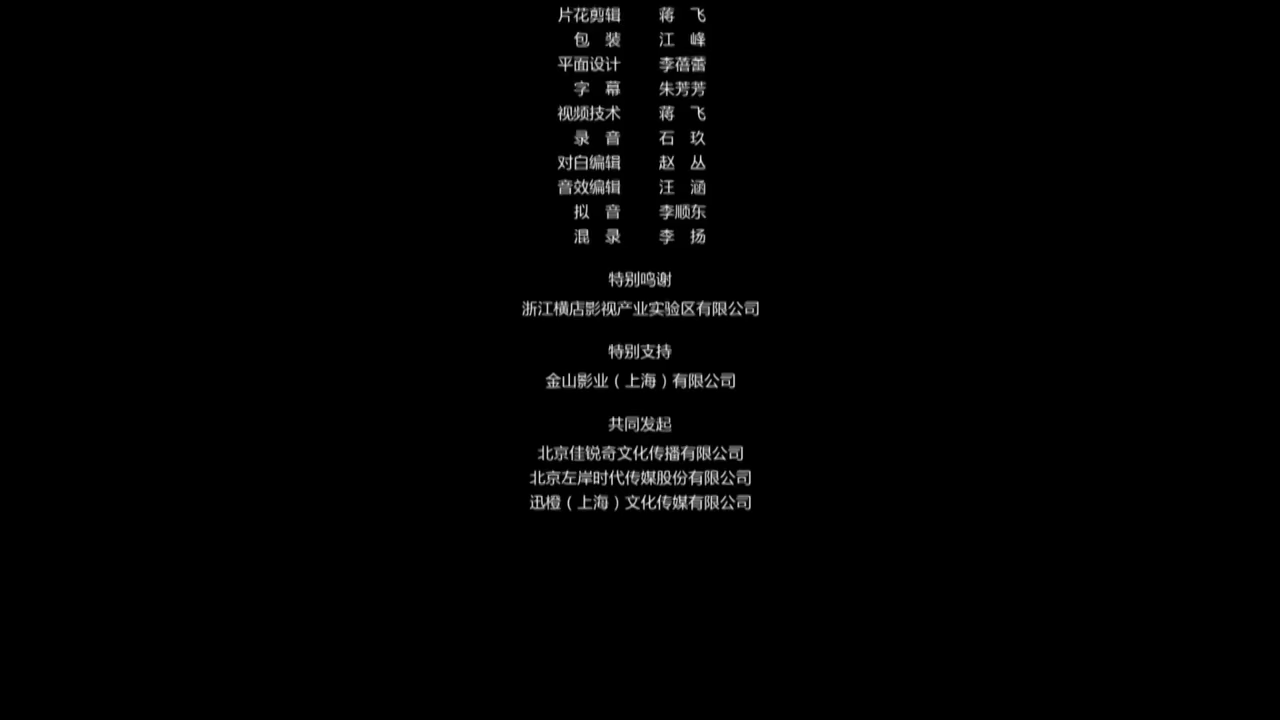 片花剪辑 蒋 飞
包 装 江 峰
平面设计 李蓓蕾
字 幕 朱芳芳
视频技术 蒋 飞
录 音 石 玖
对白编辑 赵 丛
音效编辑 汪 涵
拟 音 李顺东
混 录 李 扬
特别鸣谢
浙江横店影视产业实验区有限公司
特别支持
金山影业（上海）有限公司
共同发起
北京佳锐奇文化传播有限公司
北京左岸时代传媒股份有限公司
迅橙（上海）文化传媒有限公司